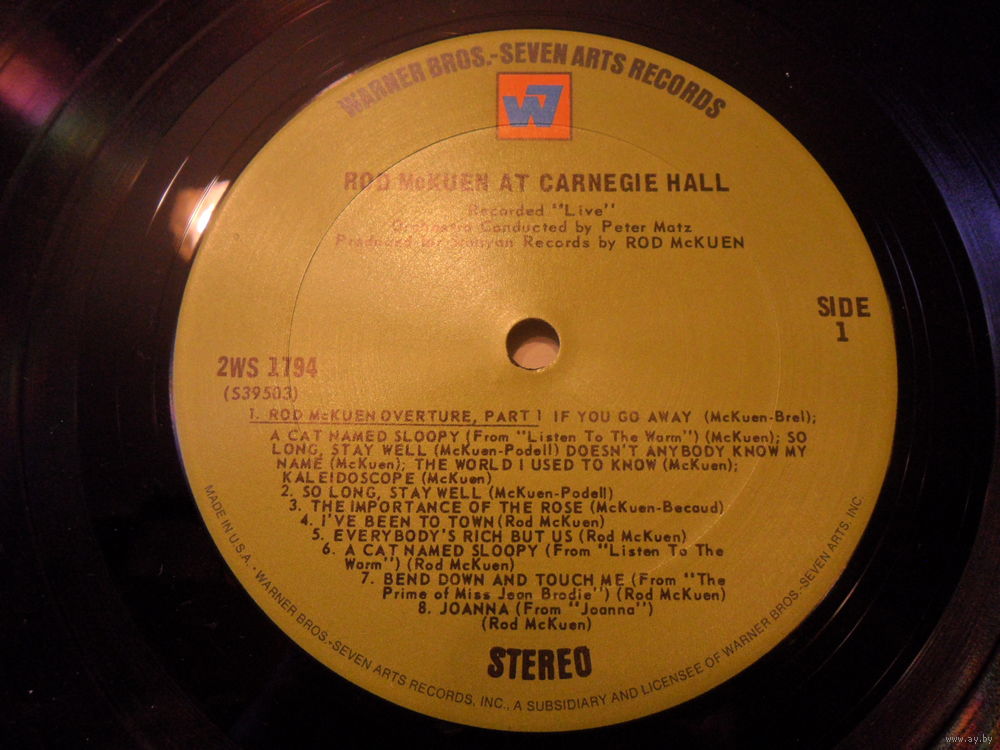 WARNER BROS.-SEVEN ARTS RECORDS
W7
ROD McKUEN AT CARNEGIE HALL
Recorded "Live"
Orchestra Conducted by Peter Matz
Produced for Stanyan Records by ROD McKUEN
SIDE
1
2WS 1794
(S39503)
1. ROD McKUEN OVERTURE, PART 1 IF YOU GO AWAY (McKuen-Brel);
A CAT NAMED SLOOPY (From "Listen To The Warm") (McKuen); SO
LONG, STAY WELL (McKuen-Podell) DOESN'T ANYBODY KNOW MY
NAME (McKuen); THE WORLD I USED TO KNOW (McKuen);
KALEIDOSCOPE (McKuen)
2. SO LONG, STAY WELL (McKuen-Podell)
3. THE IMPORTANCE OF THE ROSE (McKuen-Becaud)
4. I'VE BEEN TO TOWN (Rod McKuen)
5. EVERYBODY'S RICH BUT US (Rod McKuen)
6. A CAT NAMED SLOOPY (From "Listen To The
Warm") (Rod McKuen)
7. BEND DOWN AND TOUCH ME (From "The
Prime of Miss Jean Brodie") (Rod McKuen)
8. JOANNA (From "Joanna")
(Rod McKuen)
STEREO
MADE IN U.S.A. · WARNER BROS.-SEVEN ARTS RECORDS, INC., A SUBSIDIARY AND LICENSEE OF WARNER BROS.-SEVEN ARTS, INC.
www.ay.by